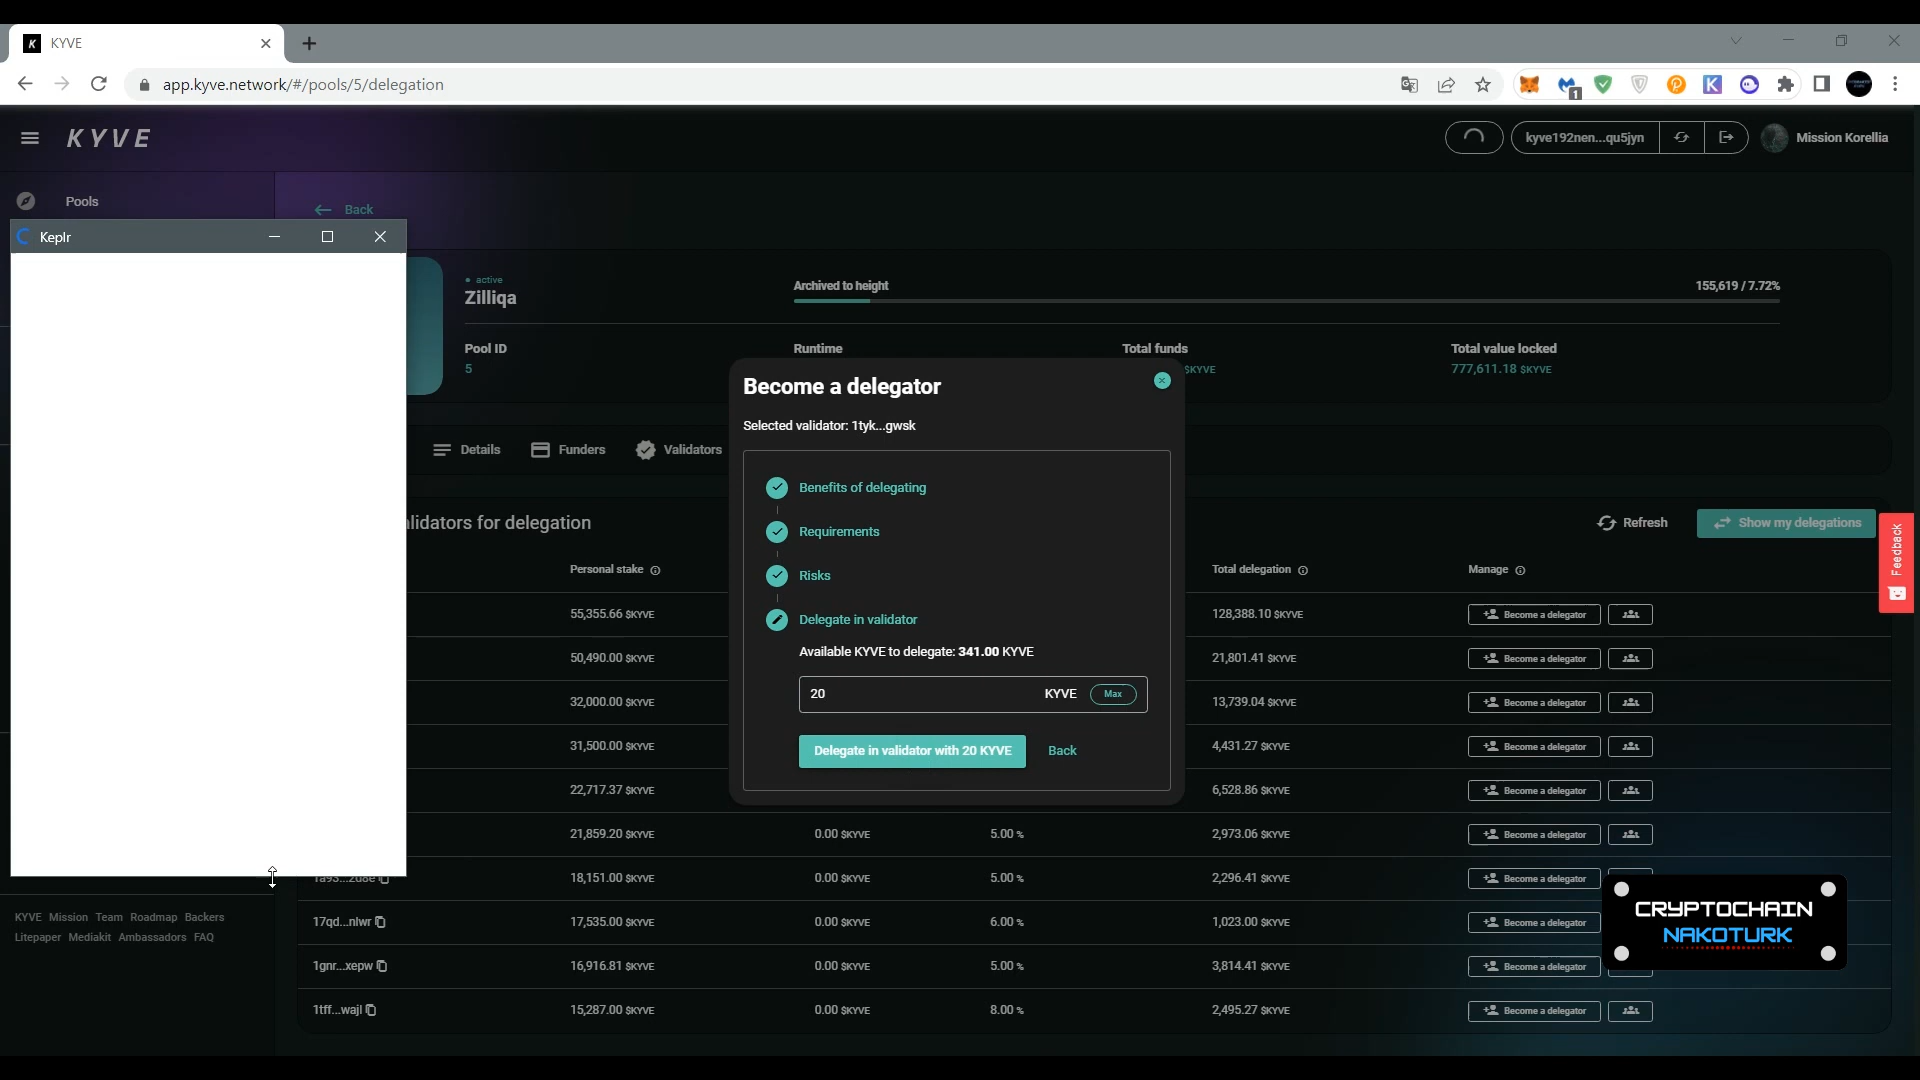 KYVE
app.kyve.network/#/pools/5/delegation
1
KYVE
kyve192nen...qu5jyn
Mission Korellia
Pools
Back
Keplr
active
Zilliqa
Archived to height
155,619 / 7.72%
Pool ID
Runtime
Total funds
Total value locked
5
$KYVE
777,611.18 $KYVE
Become a delegator
Selected validator: 1tyk...gwsk
Details
Funders
Validators
Benefits of delegating
lidators for delegation
Refresh
Show my delegations
Feedback
Requirements
Personal stake
Total delegation
Manage
Risks
55,355.66 $KYVE
128,388.10 $KYVE
Become a delegator
Delegate in validator
Available KYVE to delegate: 341.00 KYVE
50,490.00 $KYVE
21,801.41 $KYVE
Become a delegator
20
KYVE
Max
32,000.00 $KYVE
13,739.04 $KYVE
Become a delegator
Delegate in validator with 20 KYVE
Back
31,500.00 $KYVE
4,431.27 $KYVE
Become a delegator
22,717.37 $KYVE
6,528.86 $KYVE
Become a delegator
21,859.20 $KYVE
0.00 $KYVE
5.00 %
2,973.06 $KYVE
Become a delegator
1a93...2d8e
18,151.00 $KYVE
0.00 $KYVE
5.00 %
2,296.41 $KYVE
Become a delegator
17qd...nlwr
17,535.00 $KYVE
0.00 $KYVE
6.00 %
1,023.00 $KYVE
Become a delegator
1gnr...xepw
16,916.81 $KYVE
0.00 $KYVE
5.00 %
3,814.41 $KYVE
Become a delegator
1tff...wajl
15,287.00 $KYVE
0.00 $KYVE
8.00 %
2,495.27 $KYVE
Become a delegator
KYVE Mission Team Roadmap Backers
Litepaper Mediakit Ambassadors FAQ
CRYPTOCHAIN
NAKOTURK